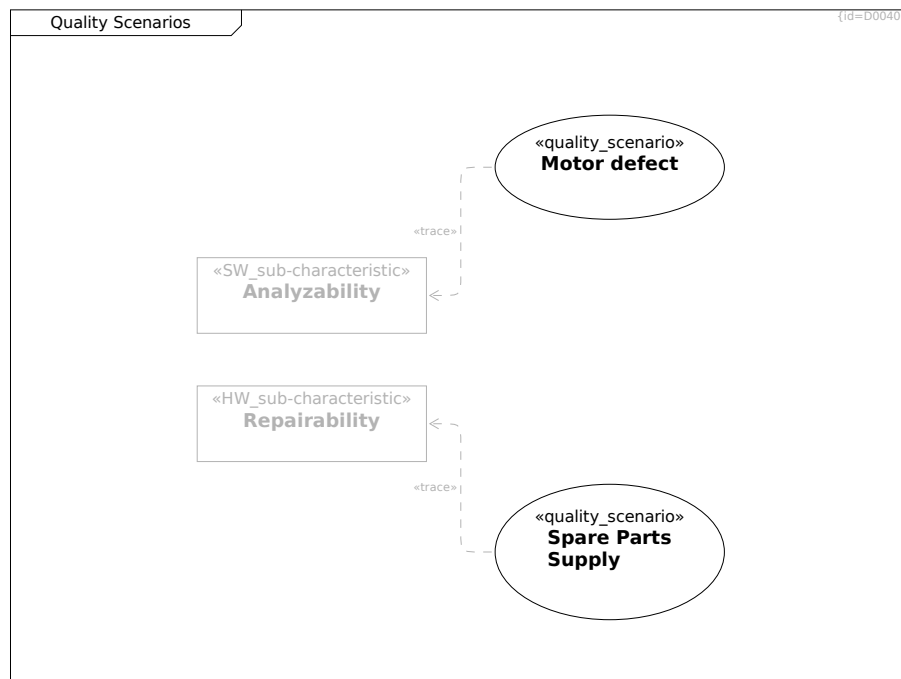 Quality Scenarios
{id=D0040
«quality_scenario»
Motor defect
«trace»
«SW_sub-characteristic»
Analyzability
«HW_sub-characteristic»
Repairability
«trace»
«quality_scenario»
Spare Parts
Supply